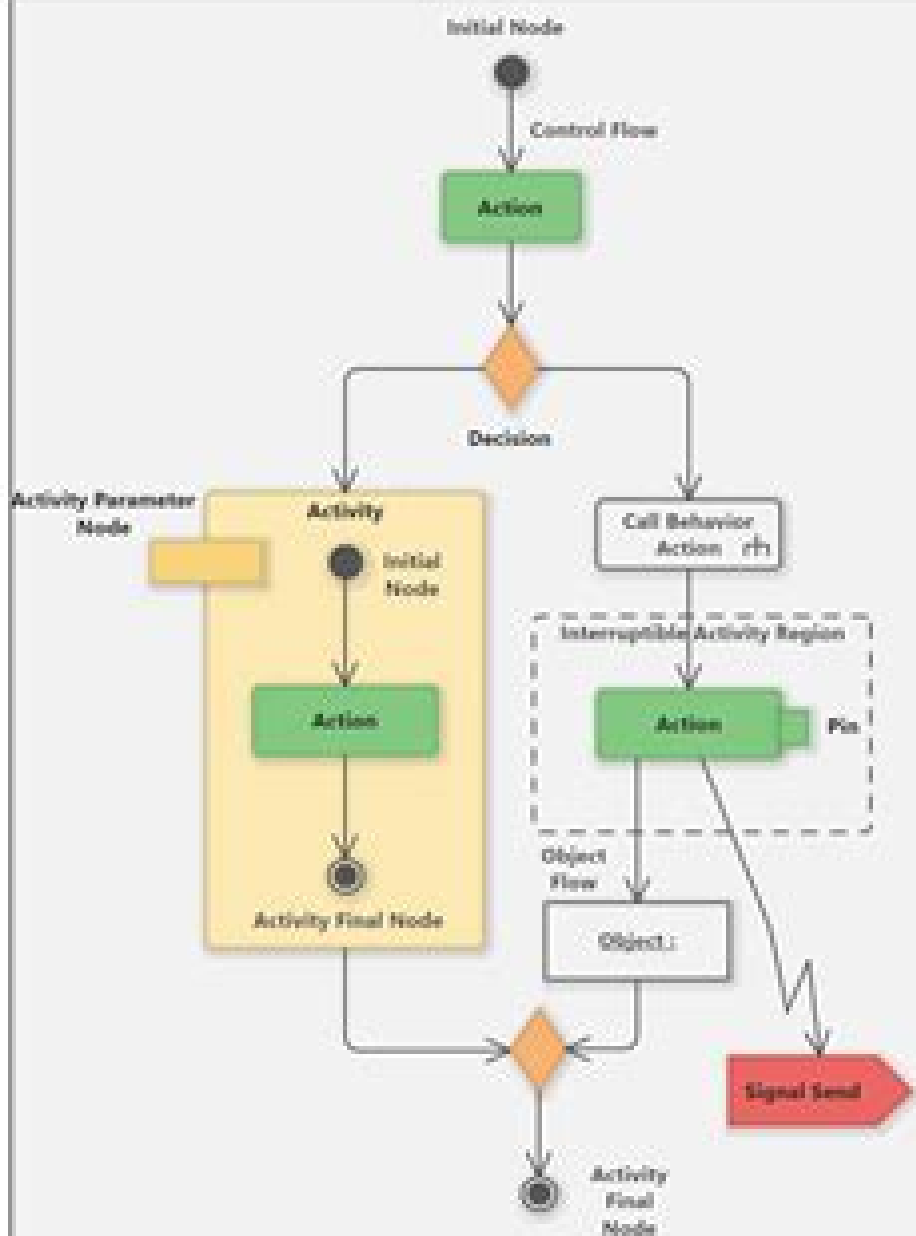 Initial Node
Control Flow
Action
Decision
Activity Parameter
Node
Activity
Initial
Node
Action
Activity Final Node
Call Behavior
Action
Interruptible Activity Region
Action
Pin
Object
Flow
Object:
Signal Send
Activity
Final
Node